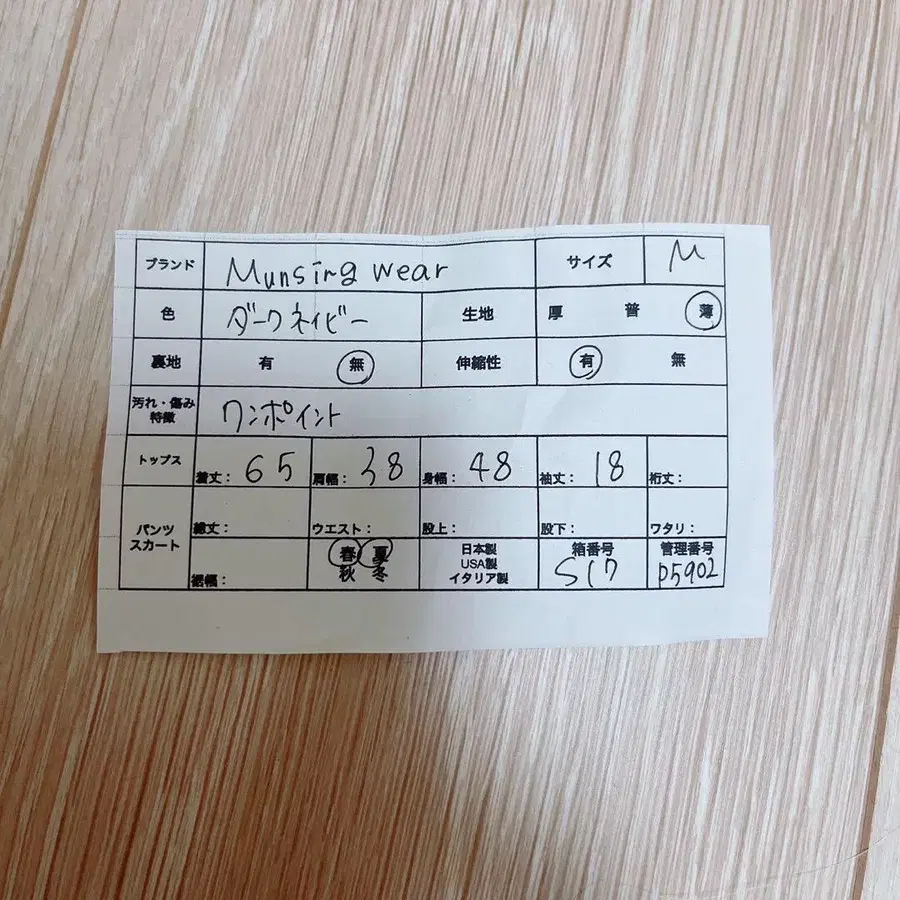 ブランド Munsing wear サイズ M
色 ダークネイビー 生地 厚 普 薄
裏地 有 無 伸縮性 有 無
汚れ・傷み
特徴 ワンポイント
トップス 着丈: 65 肩幅: 38 身幅: 48 袖丈: 18 裄丈:
パンツ
スカート 総丈: ウエスト: 股上: 股下: ワタリ:
裾幅: 春 夏 秋 冬 日本製 USA製 イタリア製 箱番号 S17 管理番号 D5902